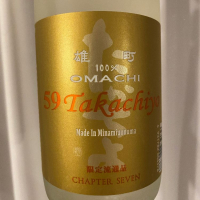 雄町
100%
OMACHI
59 Takachiyo
Made In Minamiuonuma
限定流通品
CHAPTER SEVEN